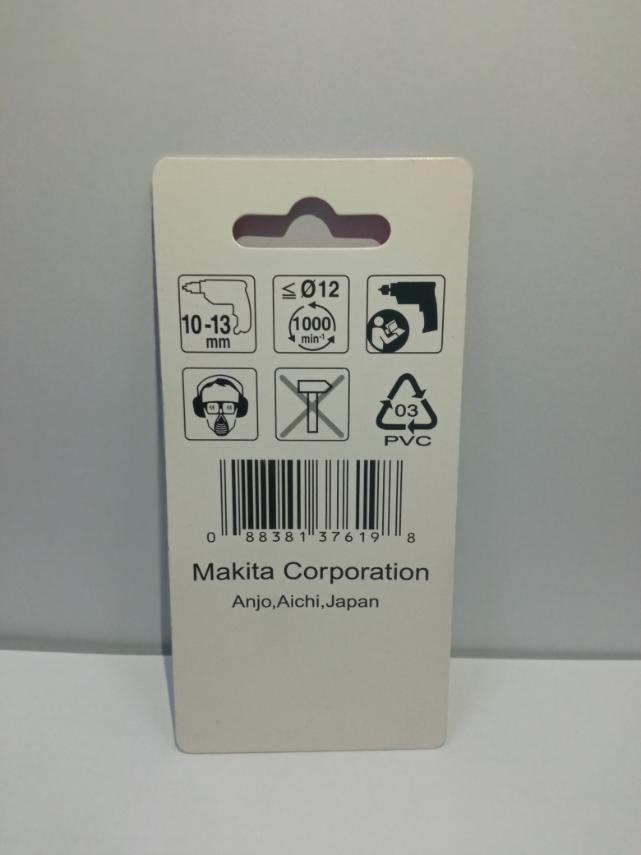 10-13
mm
≦ Ø12
1000
min-1
03
PVC
0 88381 37619 8
Makita Corporation
Anjo,Aichi,Japan